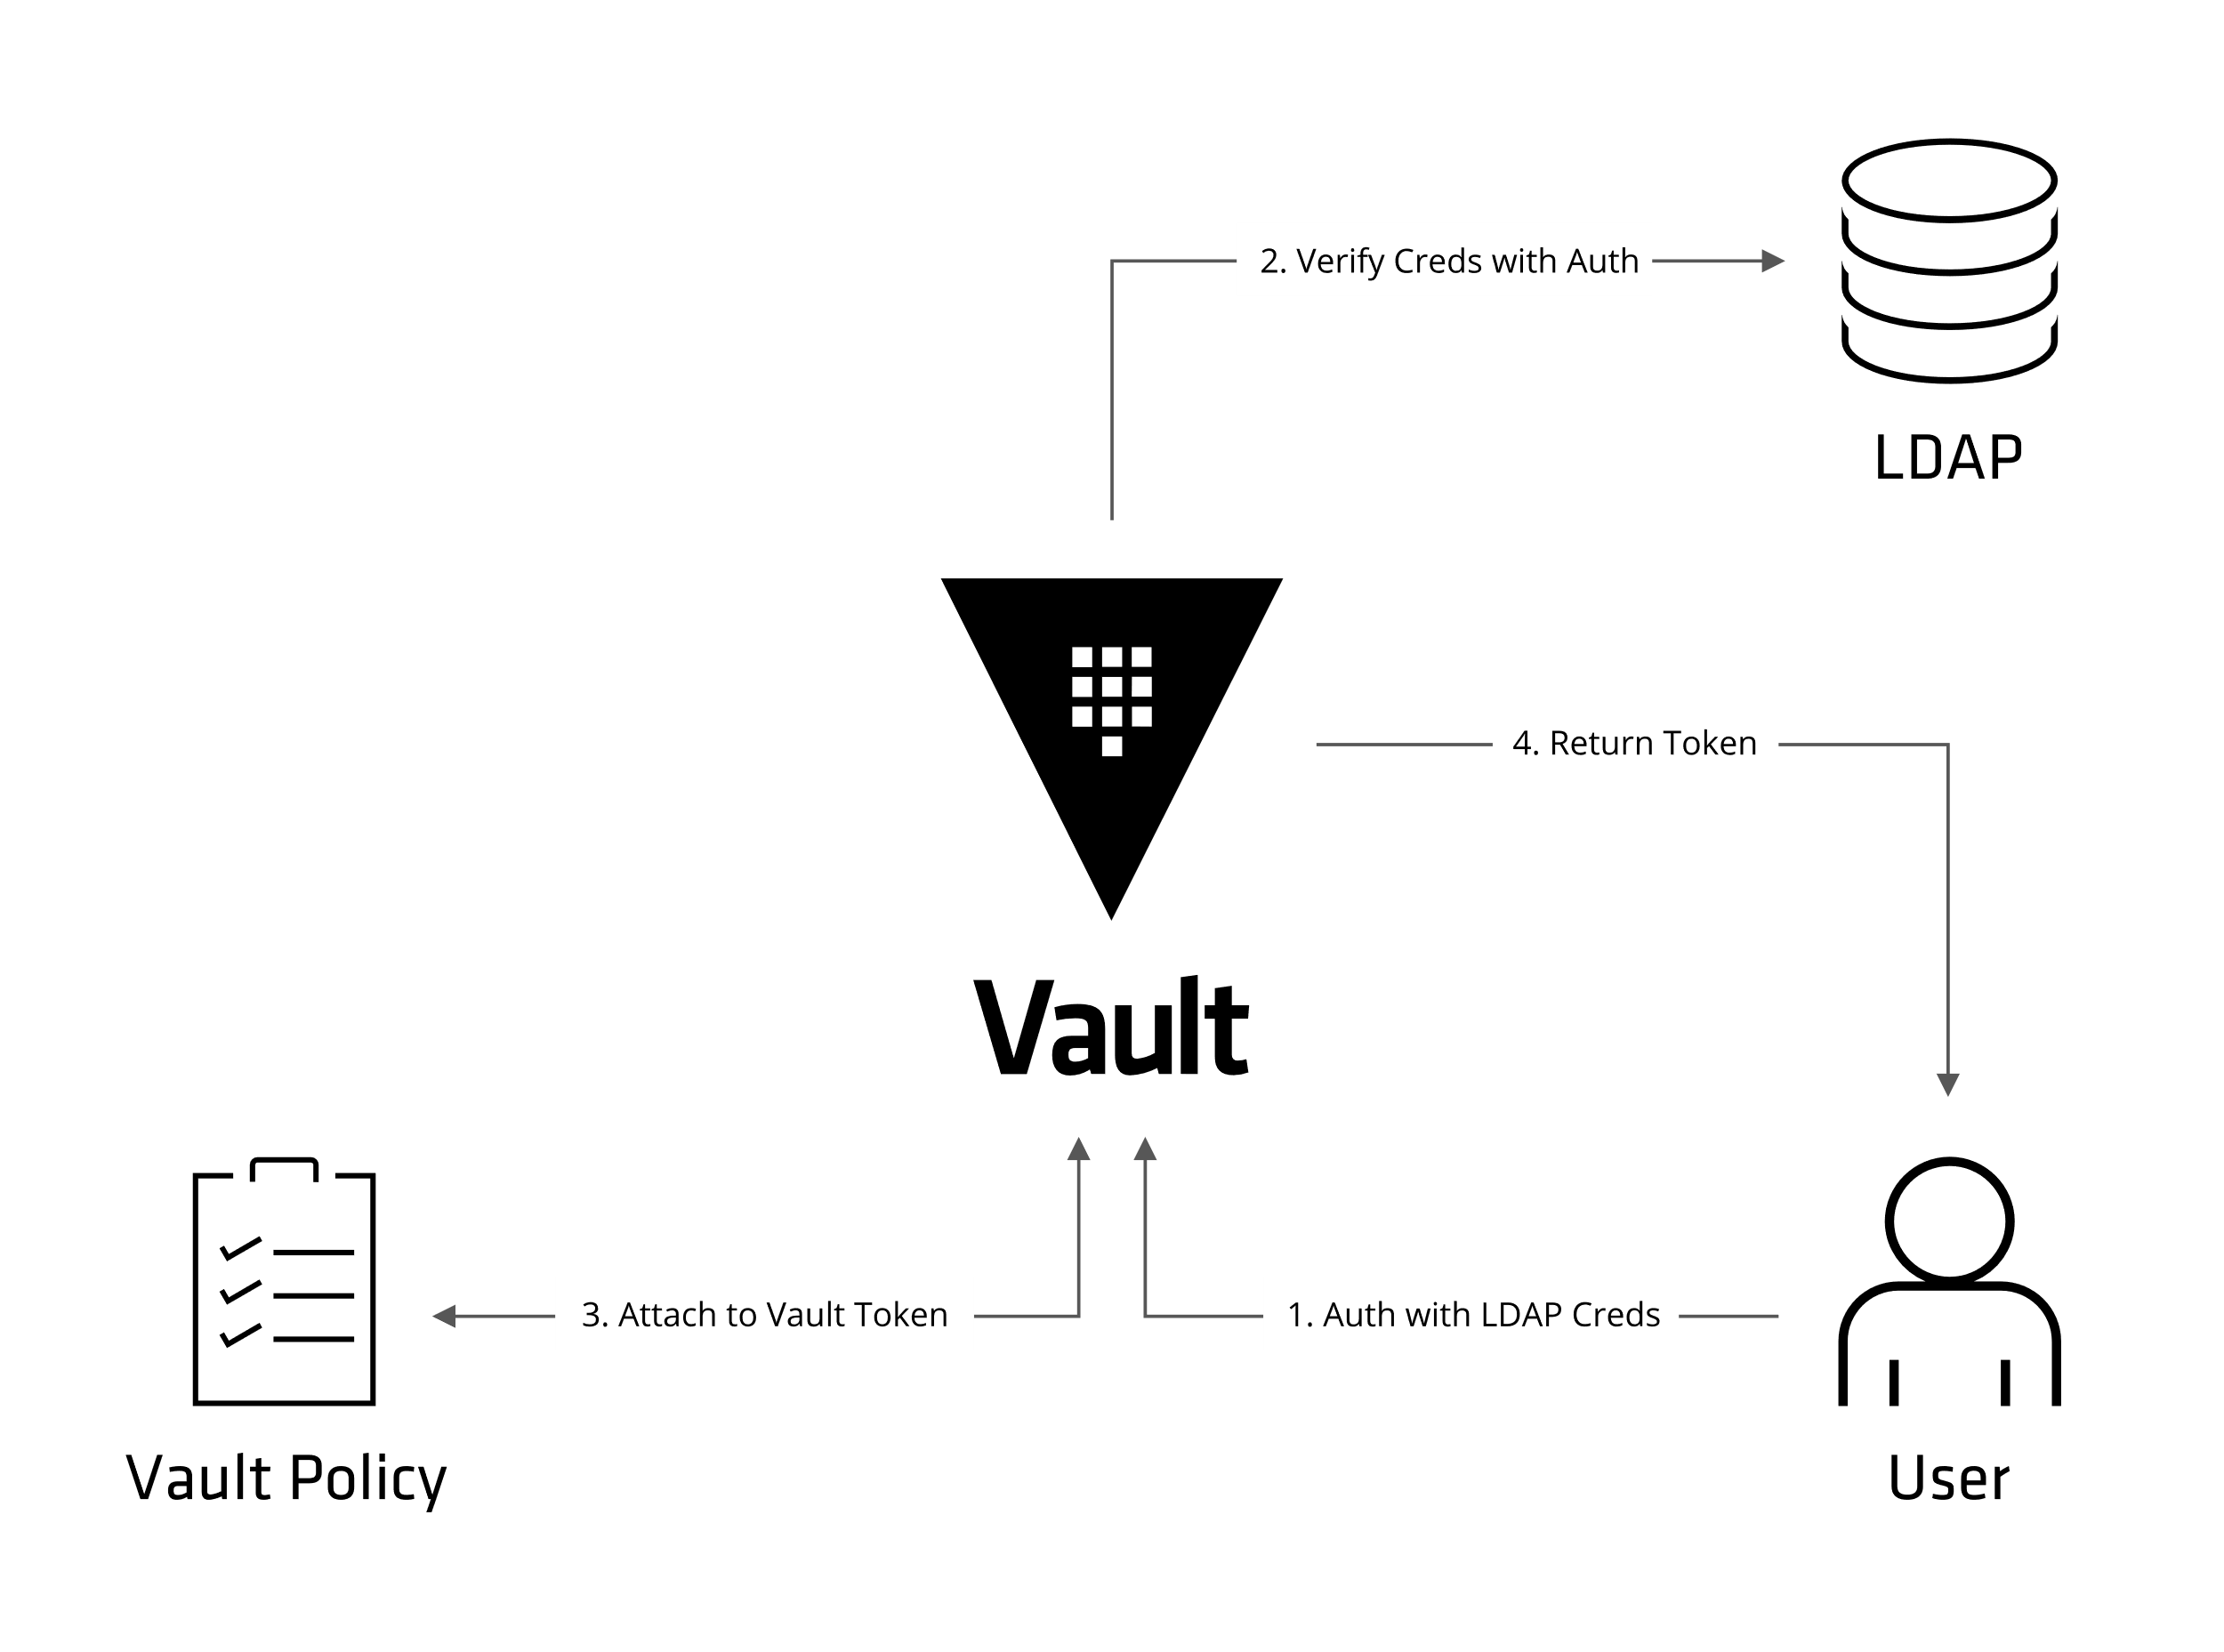 2. Verify Creds with Auth
LDAP
4. Return Token
Vault
3. Attach to Vault Token
1. Auth with LDAP Creds
Vault Policy
User